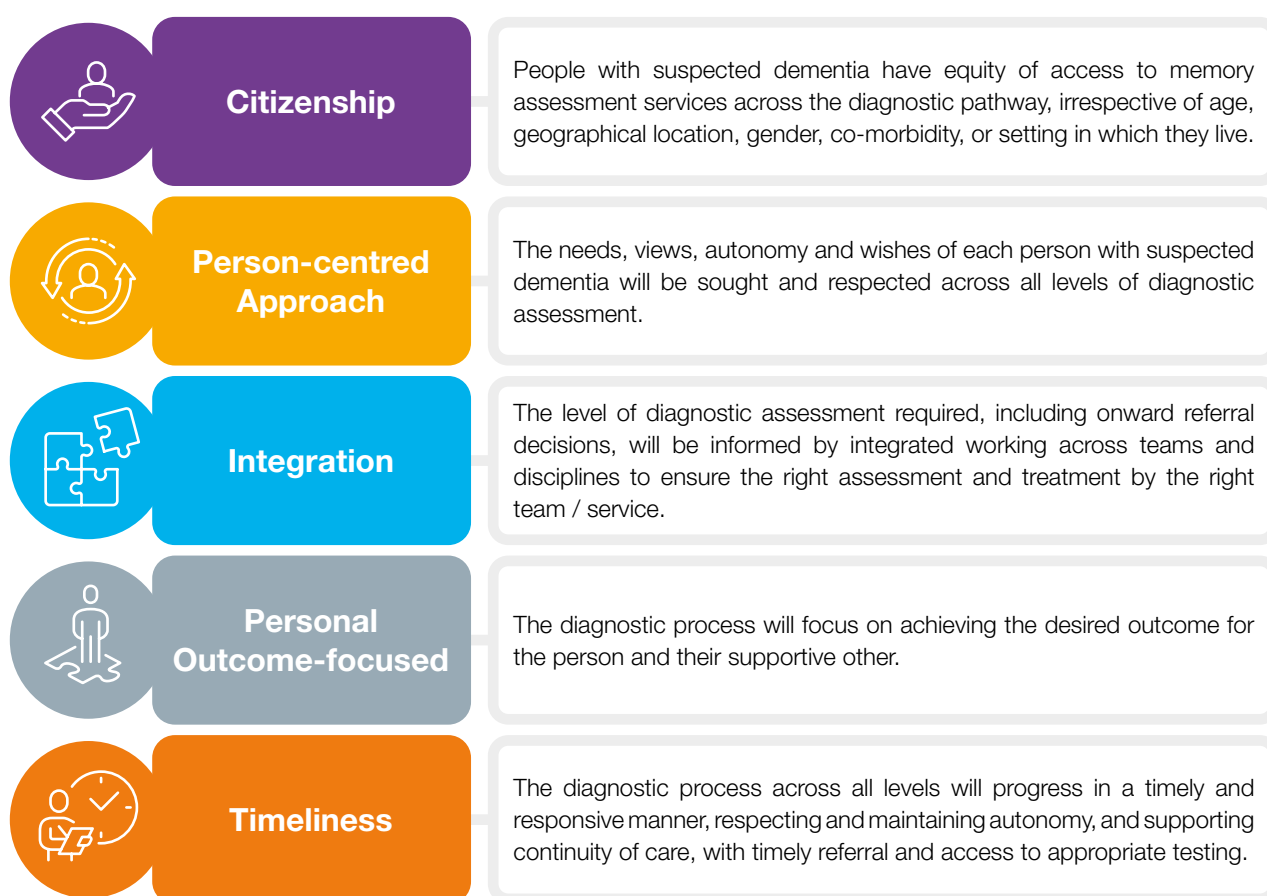 Citizenship
People with suspected dementia have equity of access to memory
assessment services across the diagnostic pathway, irrespective of age,
geographical location, gender, co-morbidity, or setting in which they live.
Person-centred
Approach
The needs, views, autonomy and wishes of each person with suspected
dementia will be sought and respected across all levels of diagnostic
assessment.
Integration
The level of diagnostic assessment required, including onward referral
decisions, will be informed by integrated working across teams and
disciplines to ensure the right assessment and treatment by the right
team / service.
Personal
Outcome-focused
The diagnostic process will focus on achieving the desired outcome for
the person and their supportive other.
Timeliness
The diagnostic process across all levels will progress in a timely and
responsive manner, respecting and maintaining autonomy, and supporting
continuity of care, with timely referral and access to appropriate testing.